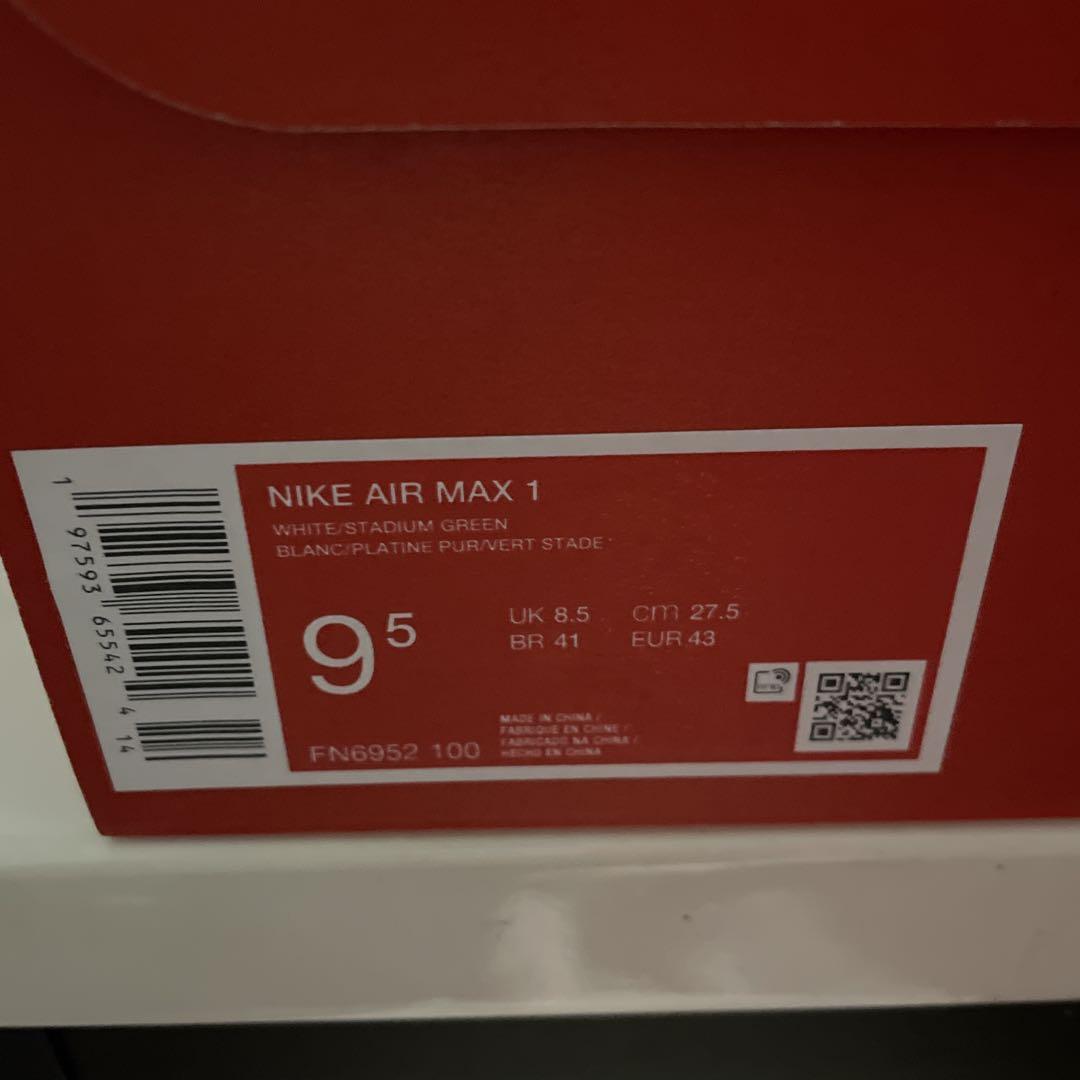 NIKE AIR MAX 1
WHITE/STADIUM GREEN
BLANC/PLATINE PUR/VERT STADE
9⁵
UK 8.5 cm 27.5
BR 41 EUR 43
MADE IN CHINA /
FABRIQUE EN CHINE /
FABRICADO NA CHINA /
HECHO EN CHINA
FN6952 100
1 97593 65542 4 14